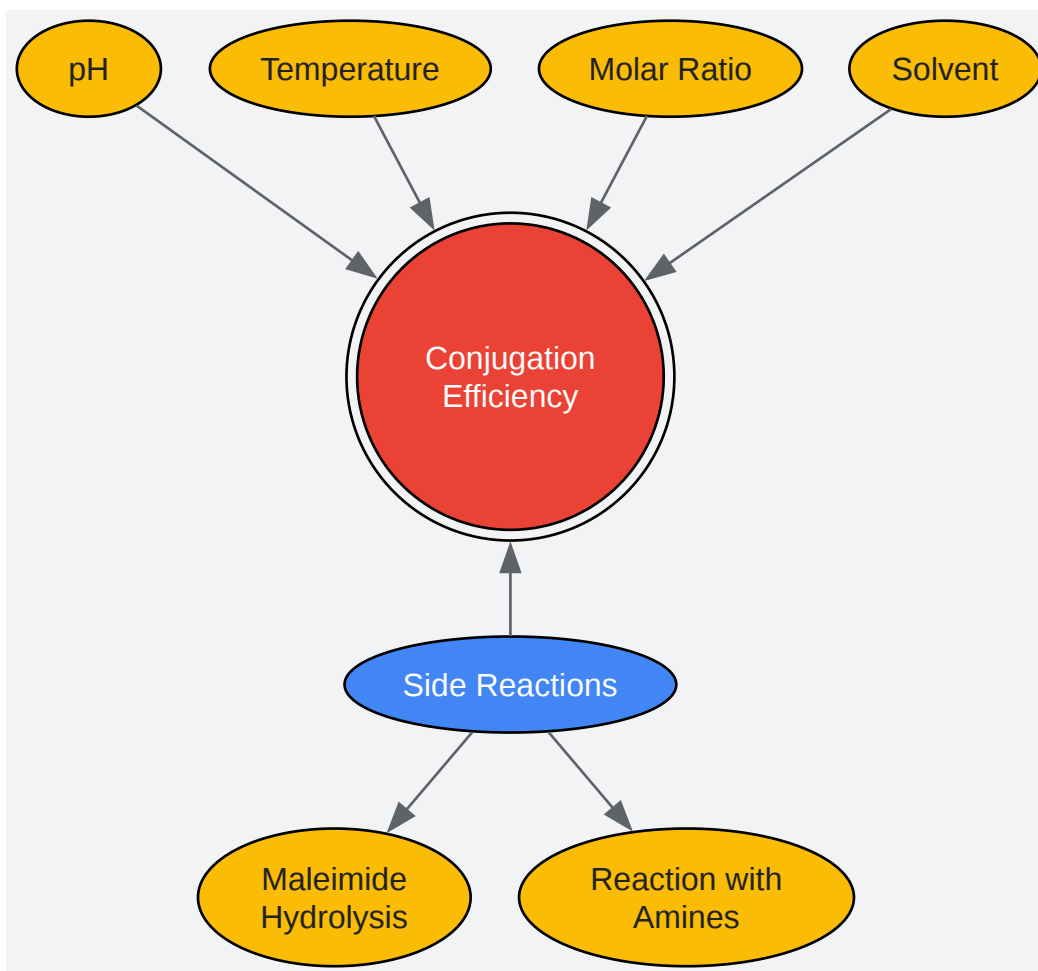 pH
Temperature
Molar Ratio
Solvent
Conjugation
Efficiency
Side Reactions
Maleimide
Hydrolysis
Reaction with
Amines